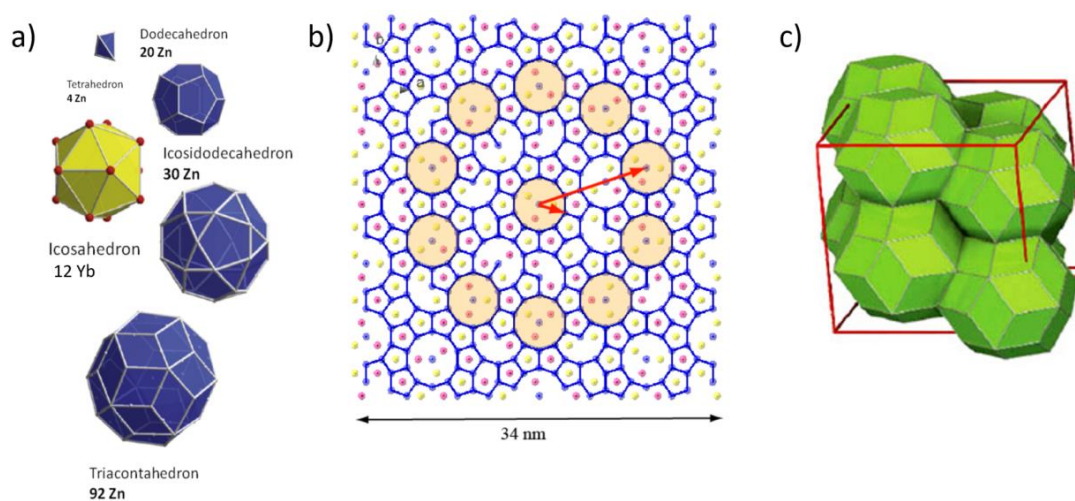 a)
Dodecahedron
20 Zn
Tetrahedron
4 Zn
Icosidodecahedron
30 Zn
Icosahedron
12 Yb
Triacontahedron
92 Zn
b)
b
a
34 nm
c)